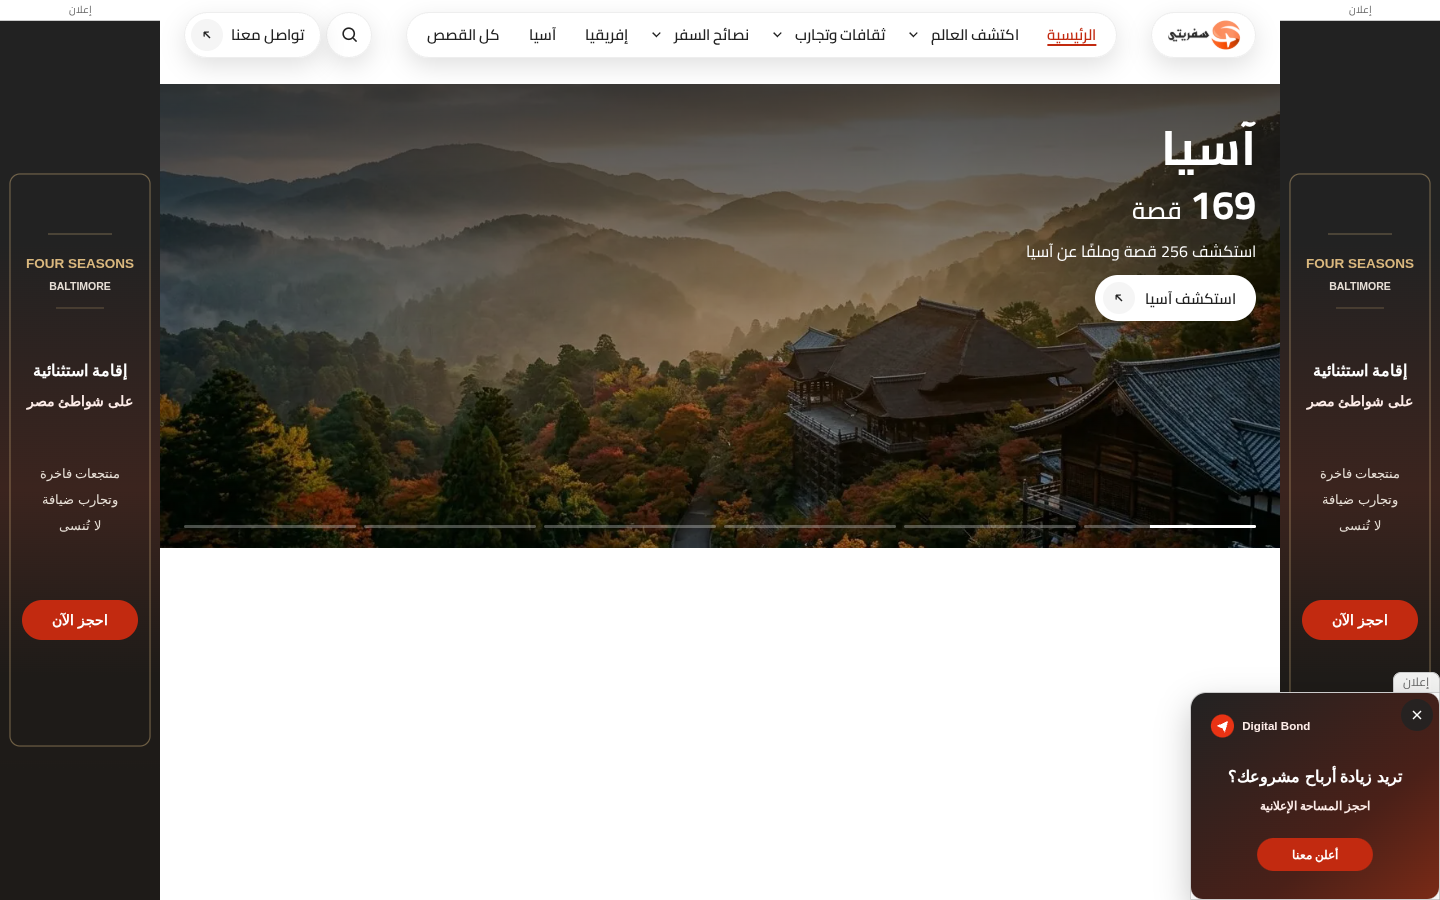 إعلان
إعلان
سفريتي
الرئيسية
اكتشف العالم
ثقافات وتجارب
نصائح السفر
إفريقيا
آسيا
كل القصص
تواصل معنا
آسيا
169 قصة
استكشف 256 قصة وملفًا عن آسيا
استكشف آسيا
FOUR SEASONS
BALTIMORE
إقامة استثنائية
على شواطئ مصر
منتجعات فاخرة
وتجارب ضيافة
لا تُنسى
احجز الآن
FOUR SEASONS
BALTIMORE
إقامة استثنائية
على شواطئ مصر
منتجعات فاخرة
وتجارب ضيافة
لا تُنسى
احجز الآن
إعلان
Digital Bond
تريد زيادة أرباح مشروعك؟
احجز المساحة الإعلانية
أعلن معنا